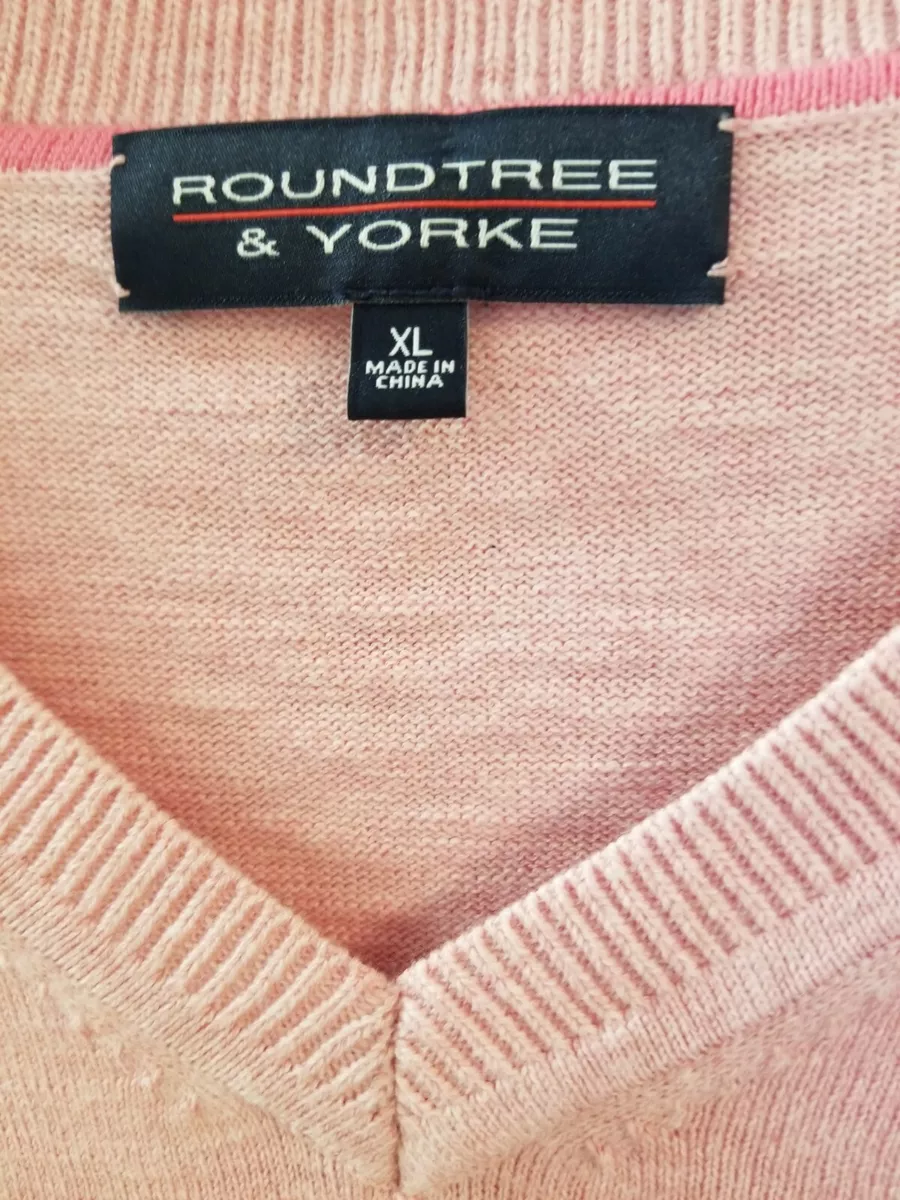 ROUNDTREE
& YORKE
XL
MADE IN
CHINA